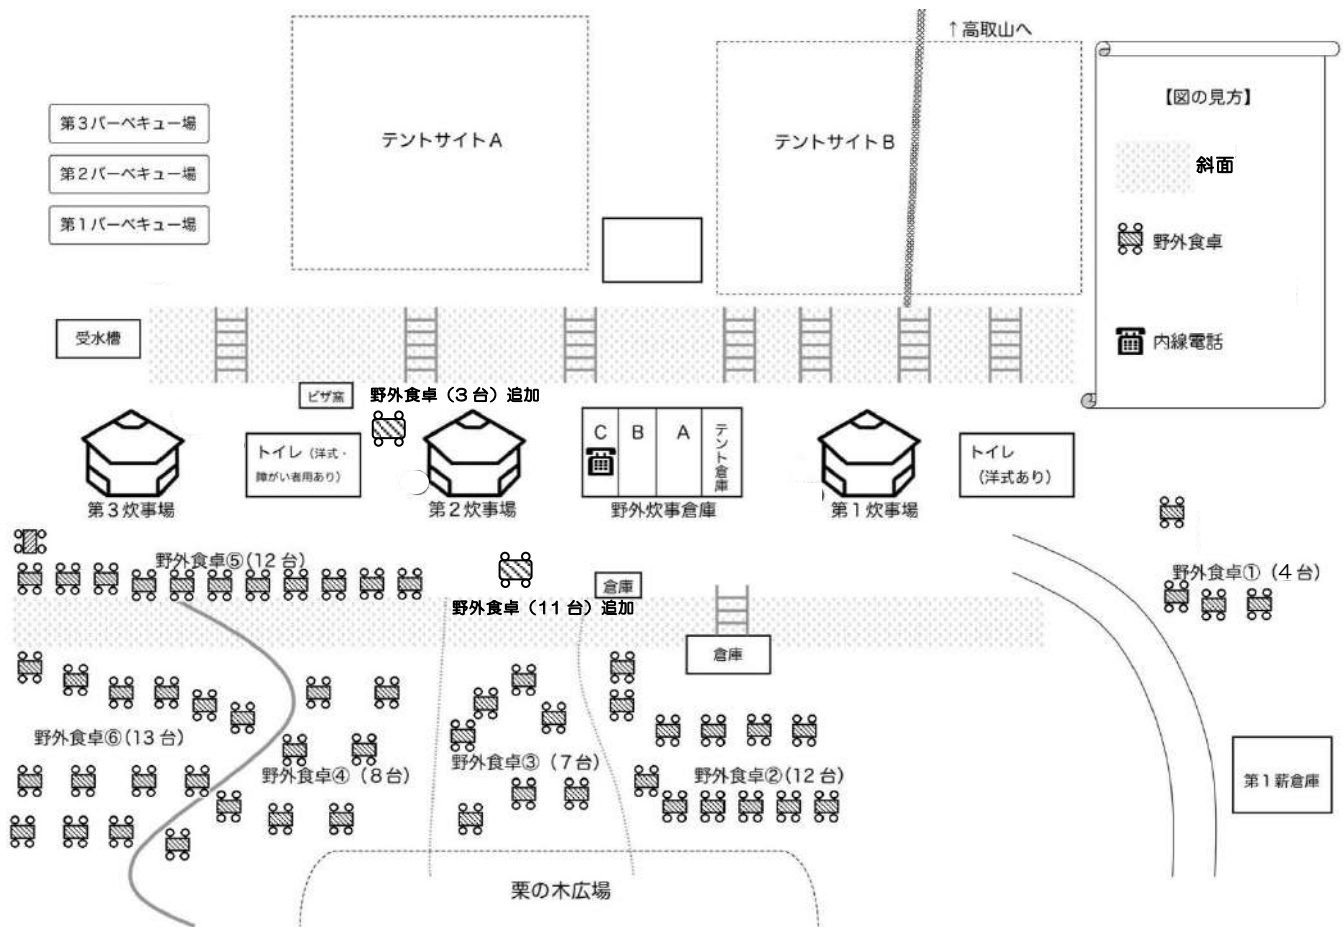 ↑高取山へ
【図の見方】
斜面
野外食卓
内線電話
テントサイトA
テントサイトB
第3バーベキュー場
第2バーベキュー場
第1バーベキュー場
受水槽
ピザ窯
野外食卓（3台）追加
トイレ（洋式・
障がい者用あり）
C
B
A
テント倉庫
トイレ
（洋式あり）
第3炊事場
第2炊事場
野外炊事倉庫
第1炊事場
野外食卓⑤（12台）
野外食卓（11台）追加
倉庫
倉庫
野外食卓①（4台）
野外食卓⑥（13台）
野外食卓④（8台）
野外食卓③（7台）
野外食卓②（12台）
第1薪倉庫
栗の木広場